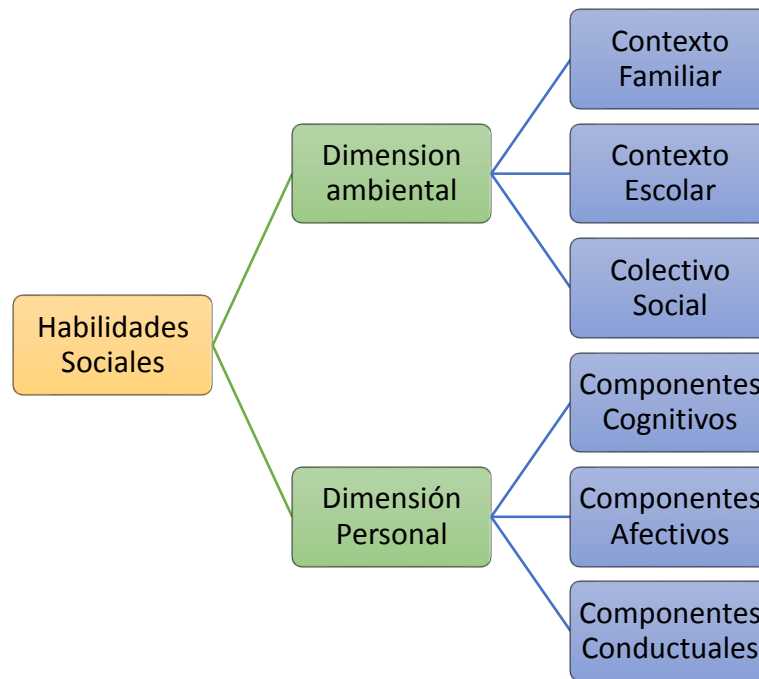 Habilidades
Sociales
Dimension
ambiental
Contexto
Familiar
Contexto
Escolar
Colectivo
Social
Dimensión
Personal
Componentes
Cognitivos
Componentes
Afectivos
Componentes
Conductuales